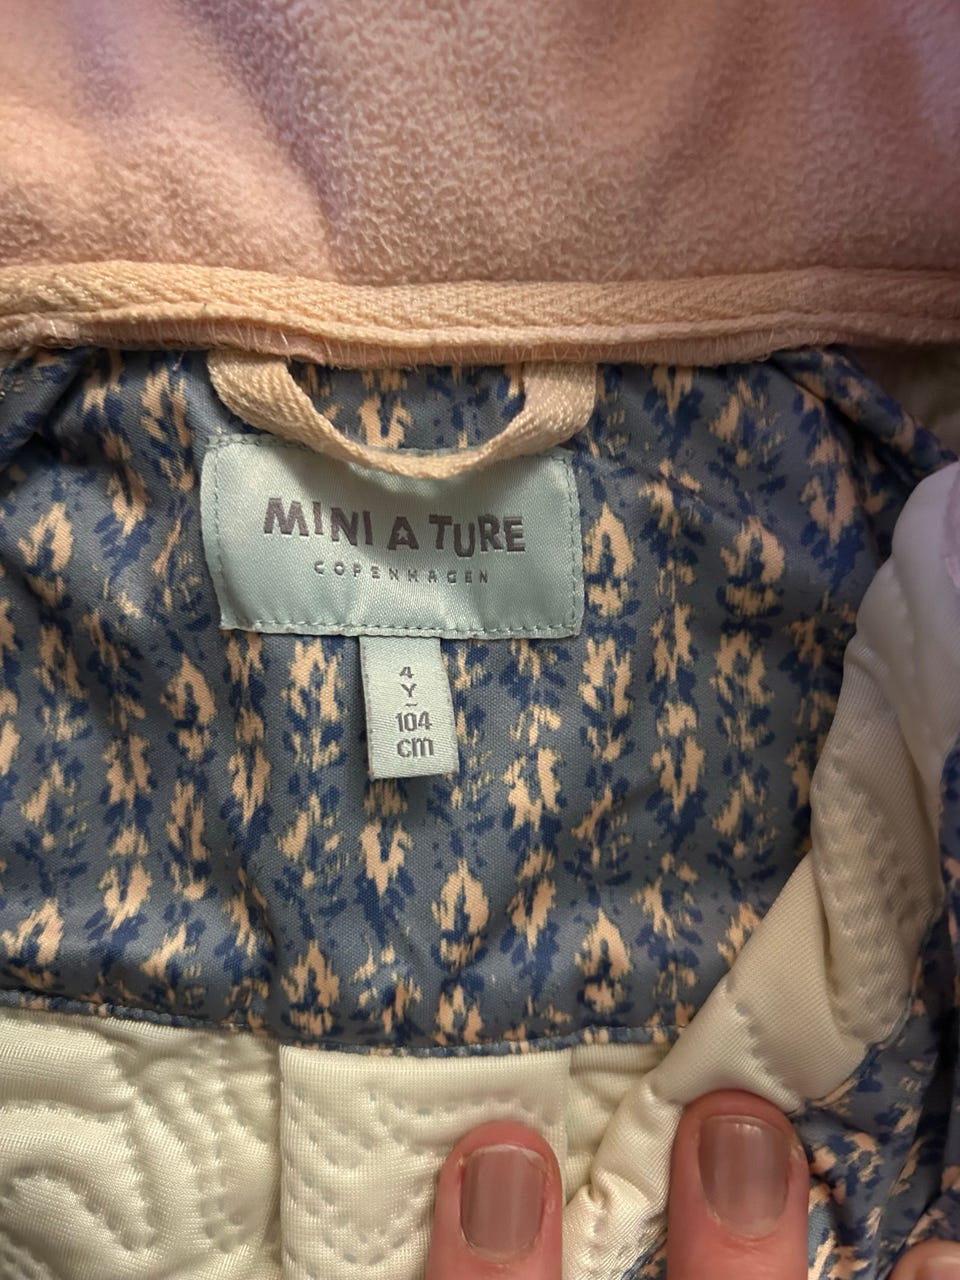 MINI A TURE
COPENHAGEN
4
Y
-
104
cm